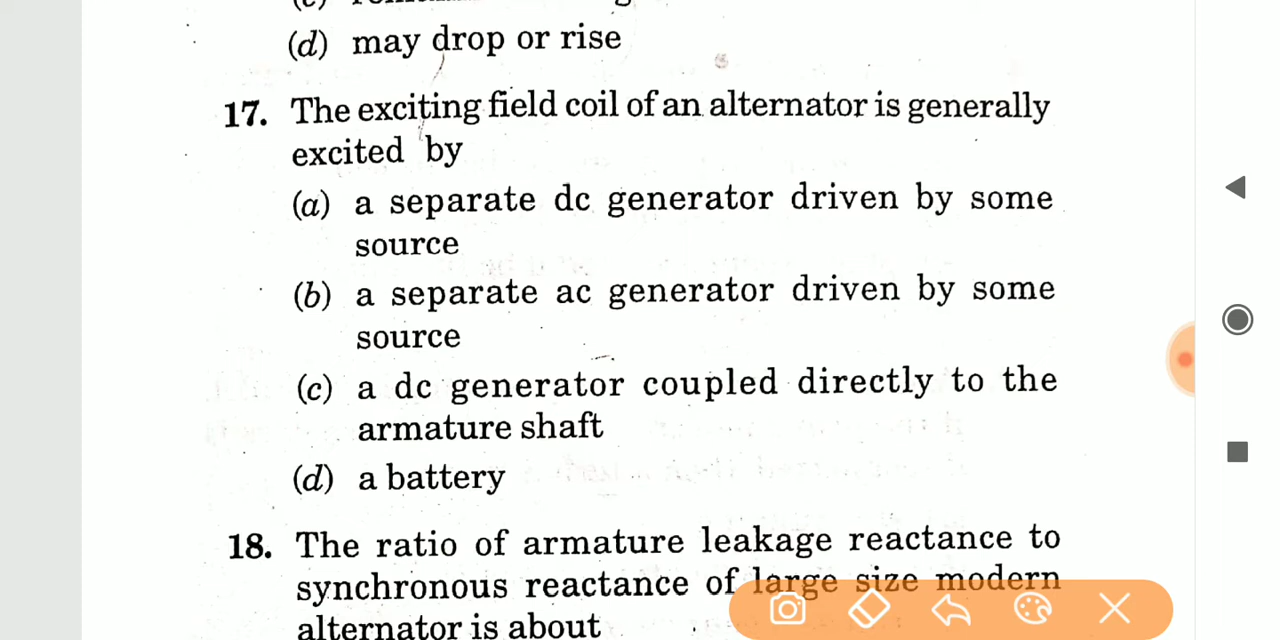 (d) may drop or rise
17. The exciting field coil of an alternator is generally
excited by
(a) a separate dc generator driven by some
source
(b) a separate ac generator driven by some
source
(c) a dc generator coupled directly to the
armature shaft
(d) a battery
18. The ratio of armature leakage reactance to
synchronous reactance of large size modern
alternator is about